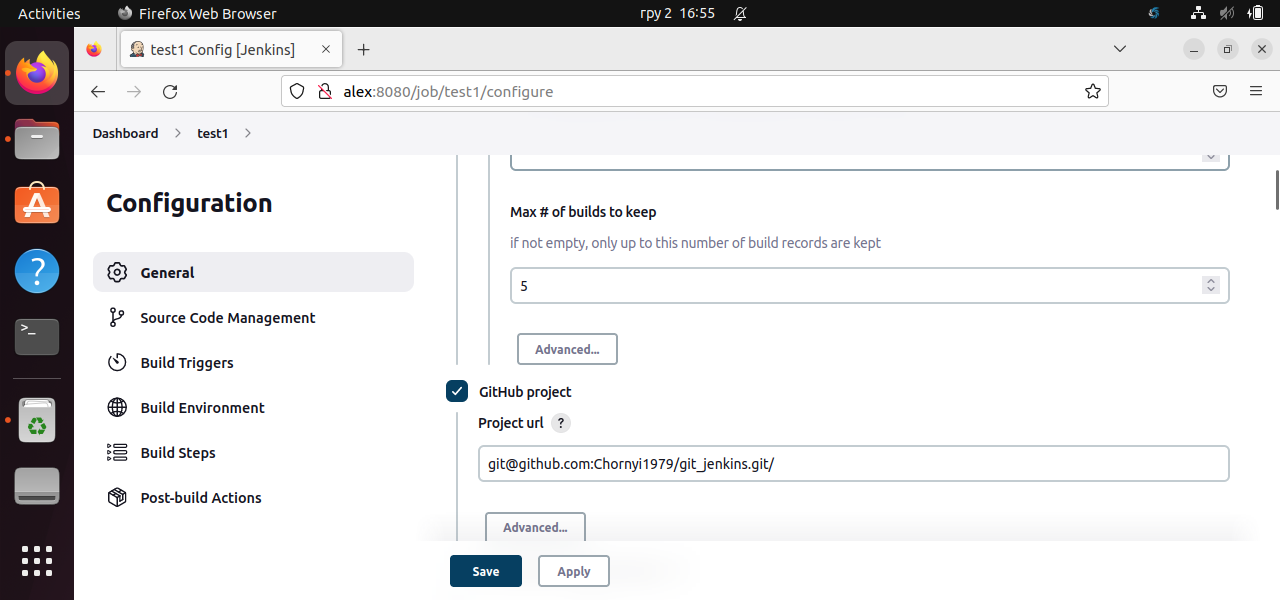 Activities
Firefox Web Browser
гру 2 16:55
test1 Config [Jenkins]
alex:8080/job/test1/configure
Dashboard
test1
Configuration
General
Source Code Management
Build Triggers
Build Environment
Build Steps
Post-build Actions
Max # of builds to keep
if not empty, only up to this number of build records are kept
5
Advanced...
GitHub project
Project url ?
git@github.com:Chornyi1979/git_jenkins.git/
Advanced...
Save
Apply